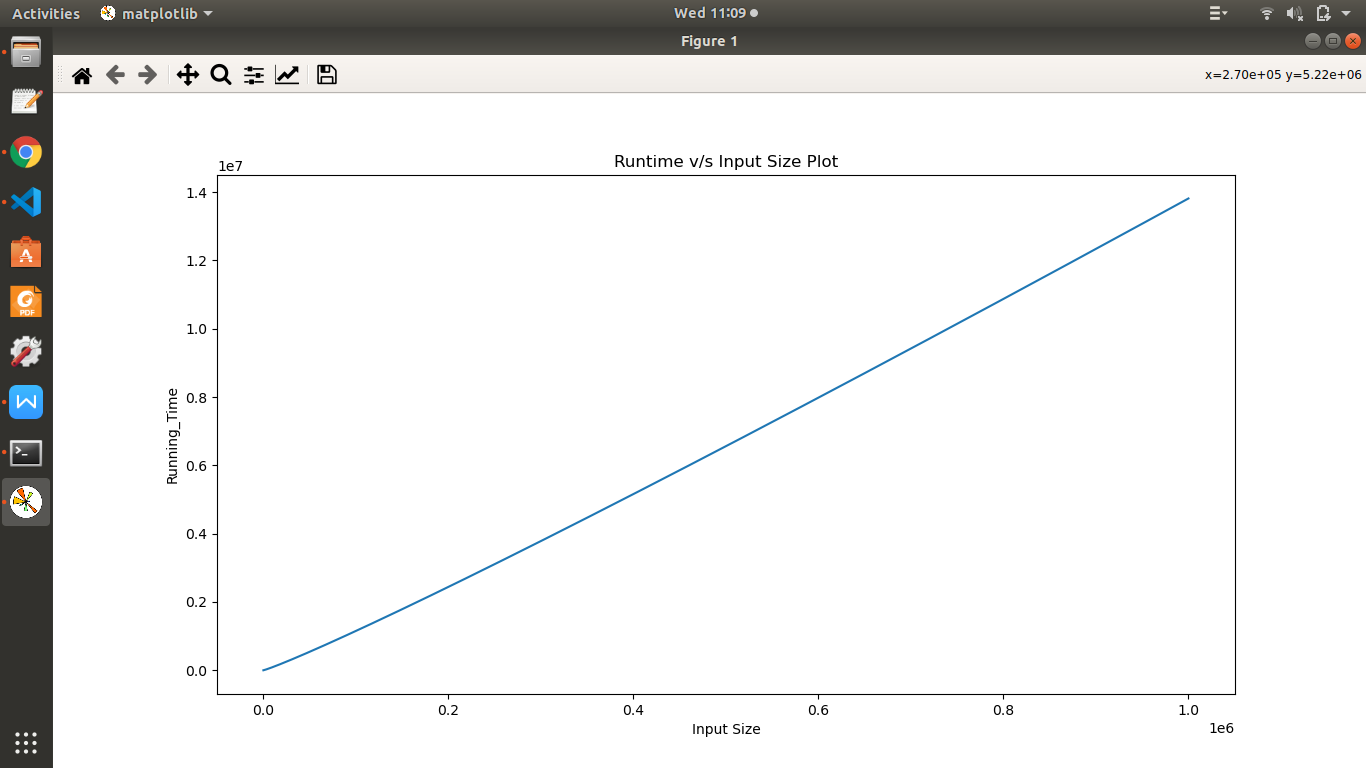 Activities matplotlib Wed 11:09
Figure 1
x=2.70e+05 y=5.22e+06
Runtime v/s Input Size Plot
1e7
1.4
1.2
1.0
0.8
0.6
0.4
0.2
0.0
Running_Time
0.0 0.2 0.4 0.6 0.8 1.0
Input Size
1e6
PDF